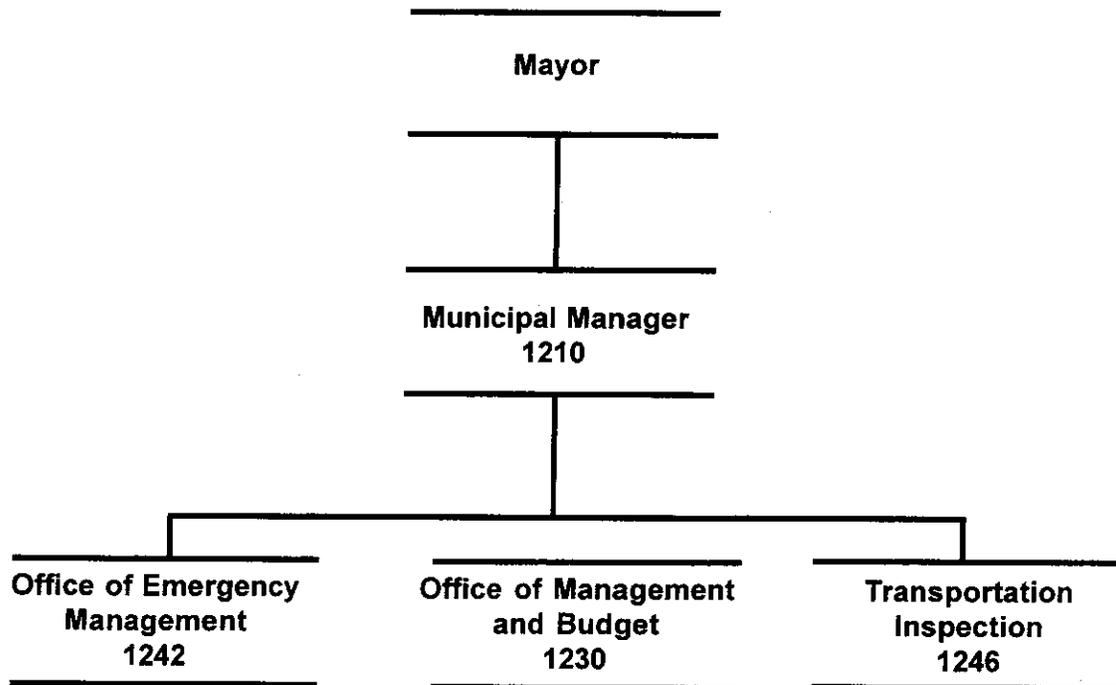 Mayor
Municipal Manager
1210
Office of Emergency
Management
1242
Office of Management
and Budget
1230
Transportation
Inspection
1246